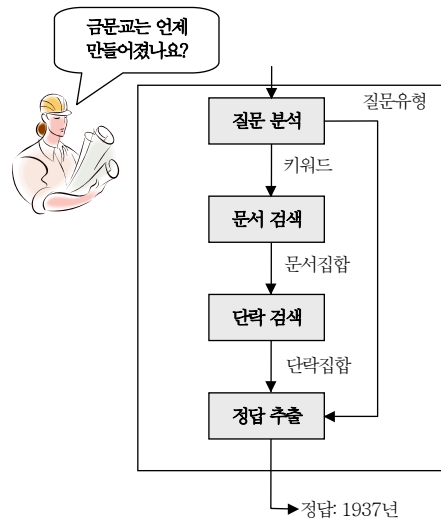 금문교는 언제
만들어졌나요?
질문유형
질문 분석
키워드
문서 검색
문서집합
단락 검색
단락집합
정답 추출
정답: 1937년